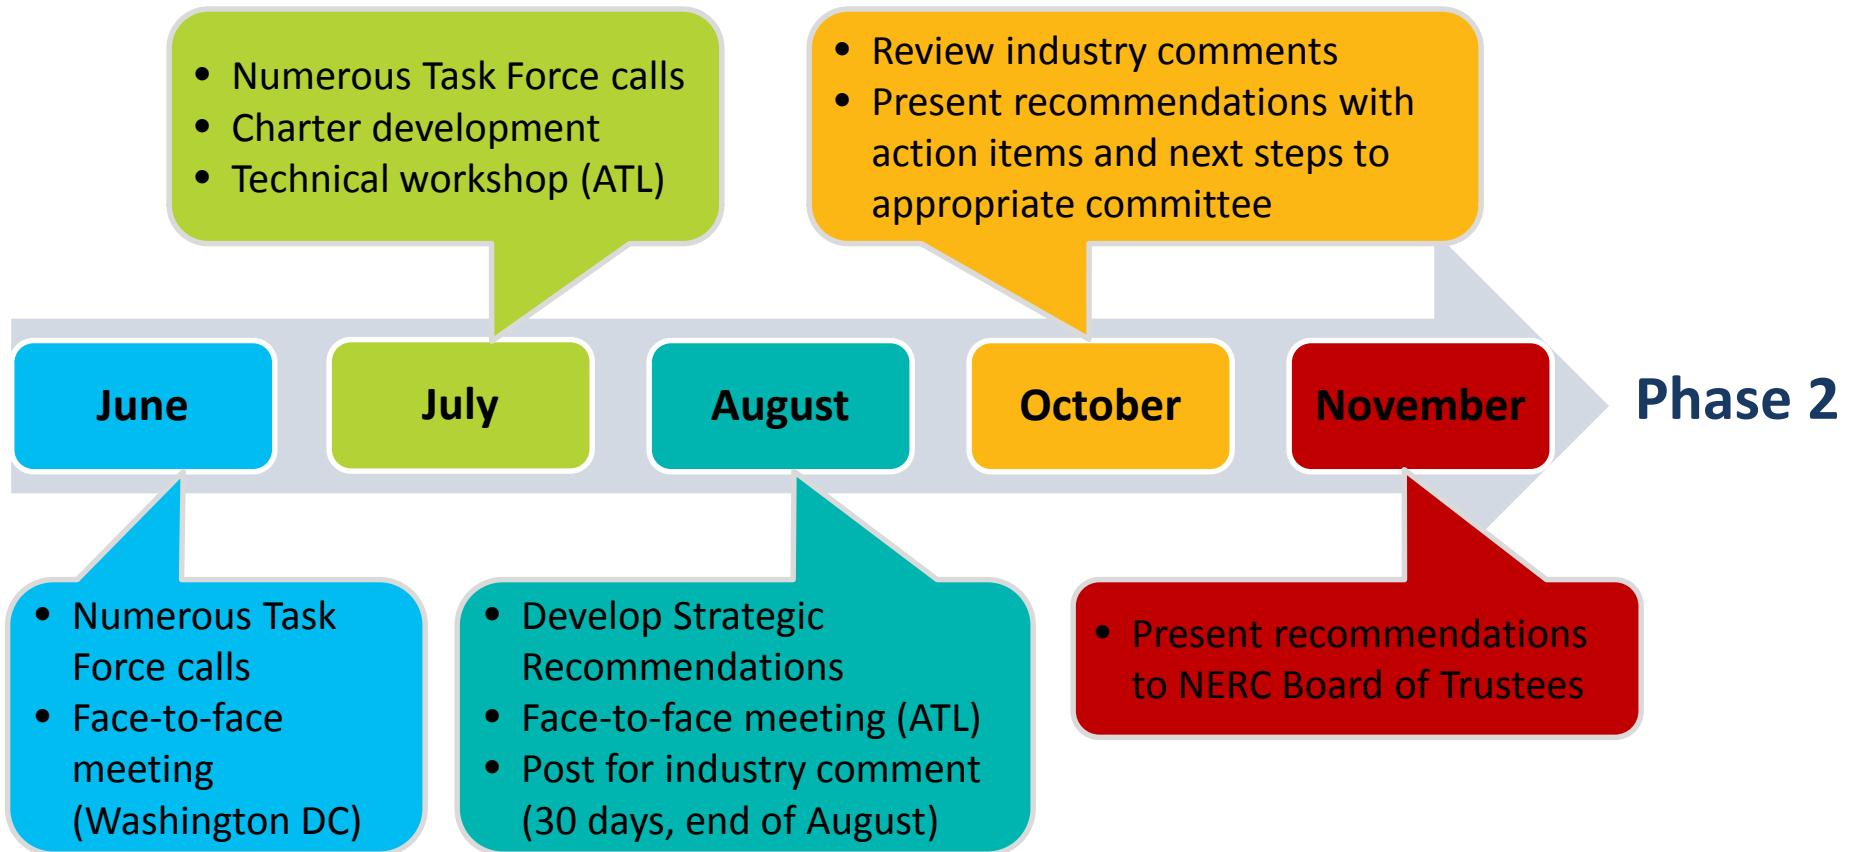 • Numerous Task Force calls
• Charter development
• Technical workshop (ATL)
• Review industry comments
• Present recommendations with
action items and next steps to
appropriate committee
June
July
August
October
November
Phase 2
• Numerous Task
Force calls
• Face-to-face
meeting
(Washington DC)
• Develop Strategic
Recommendations
• Face-to-face meeting (ATL)
• Post for industry comment
(30 days, end of August)
• Present recommendations
to NERC Board of Trustees